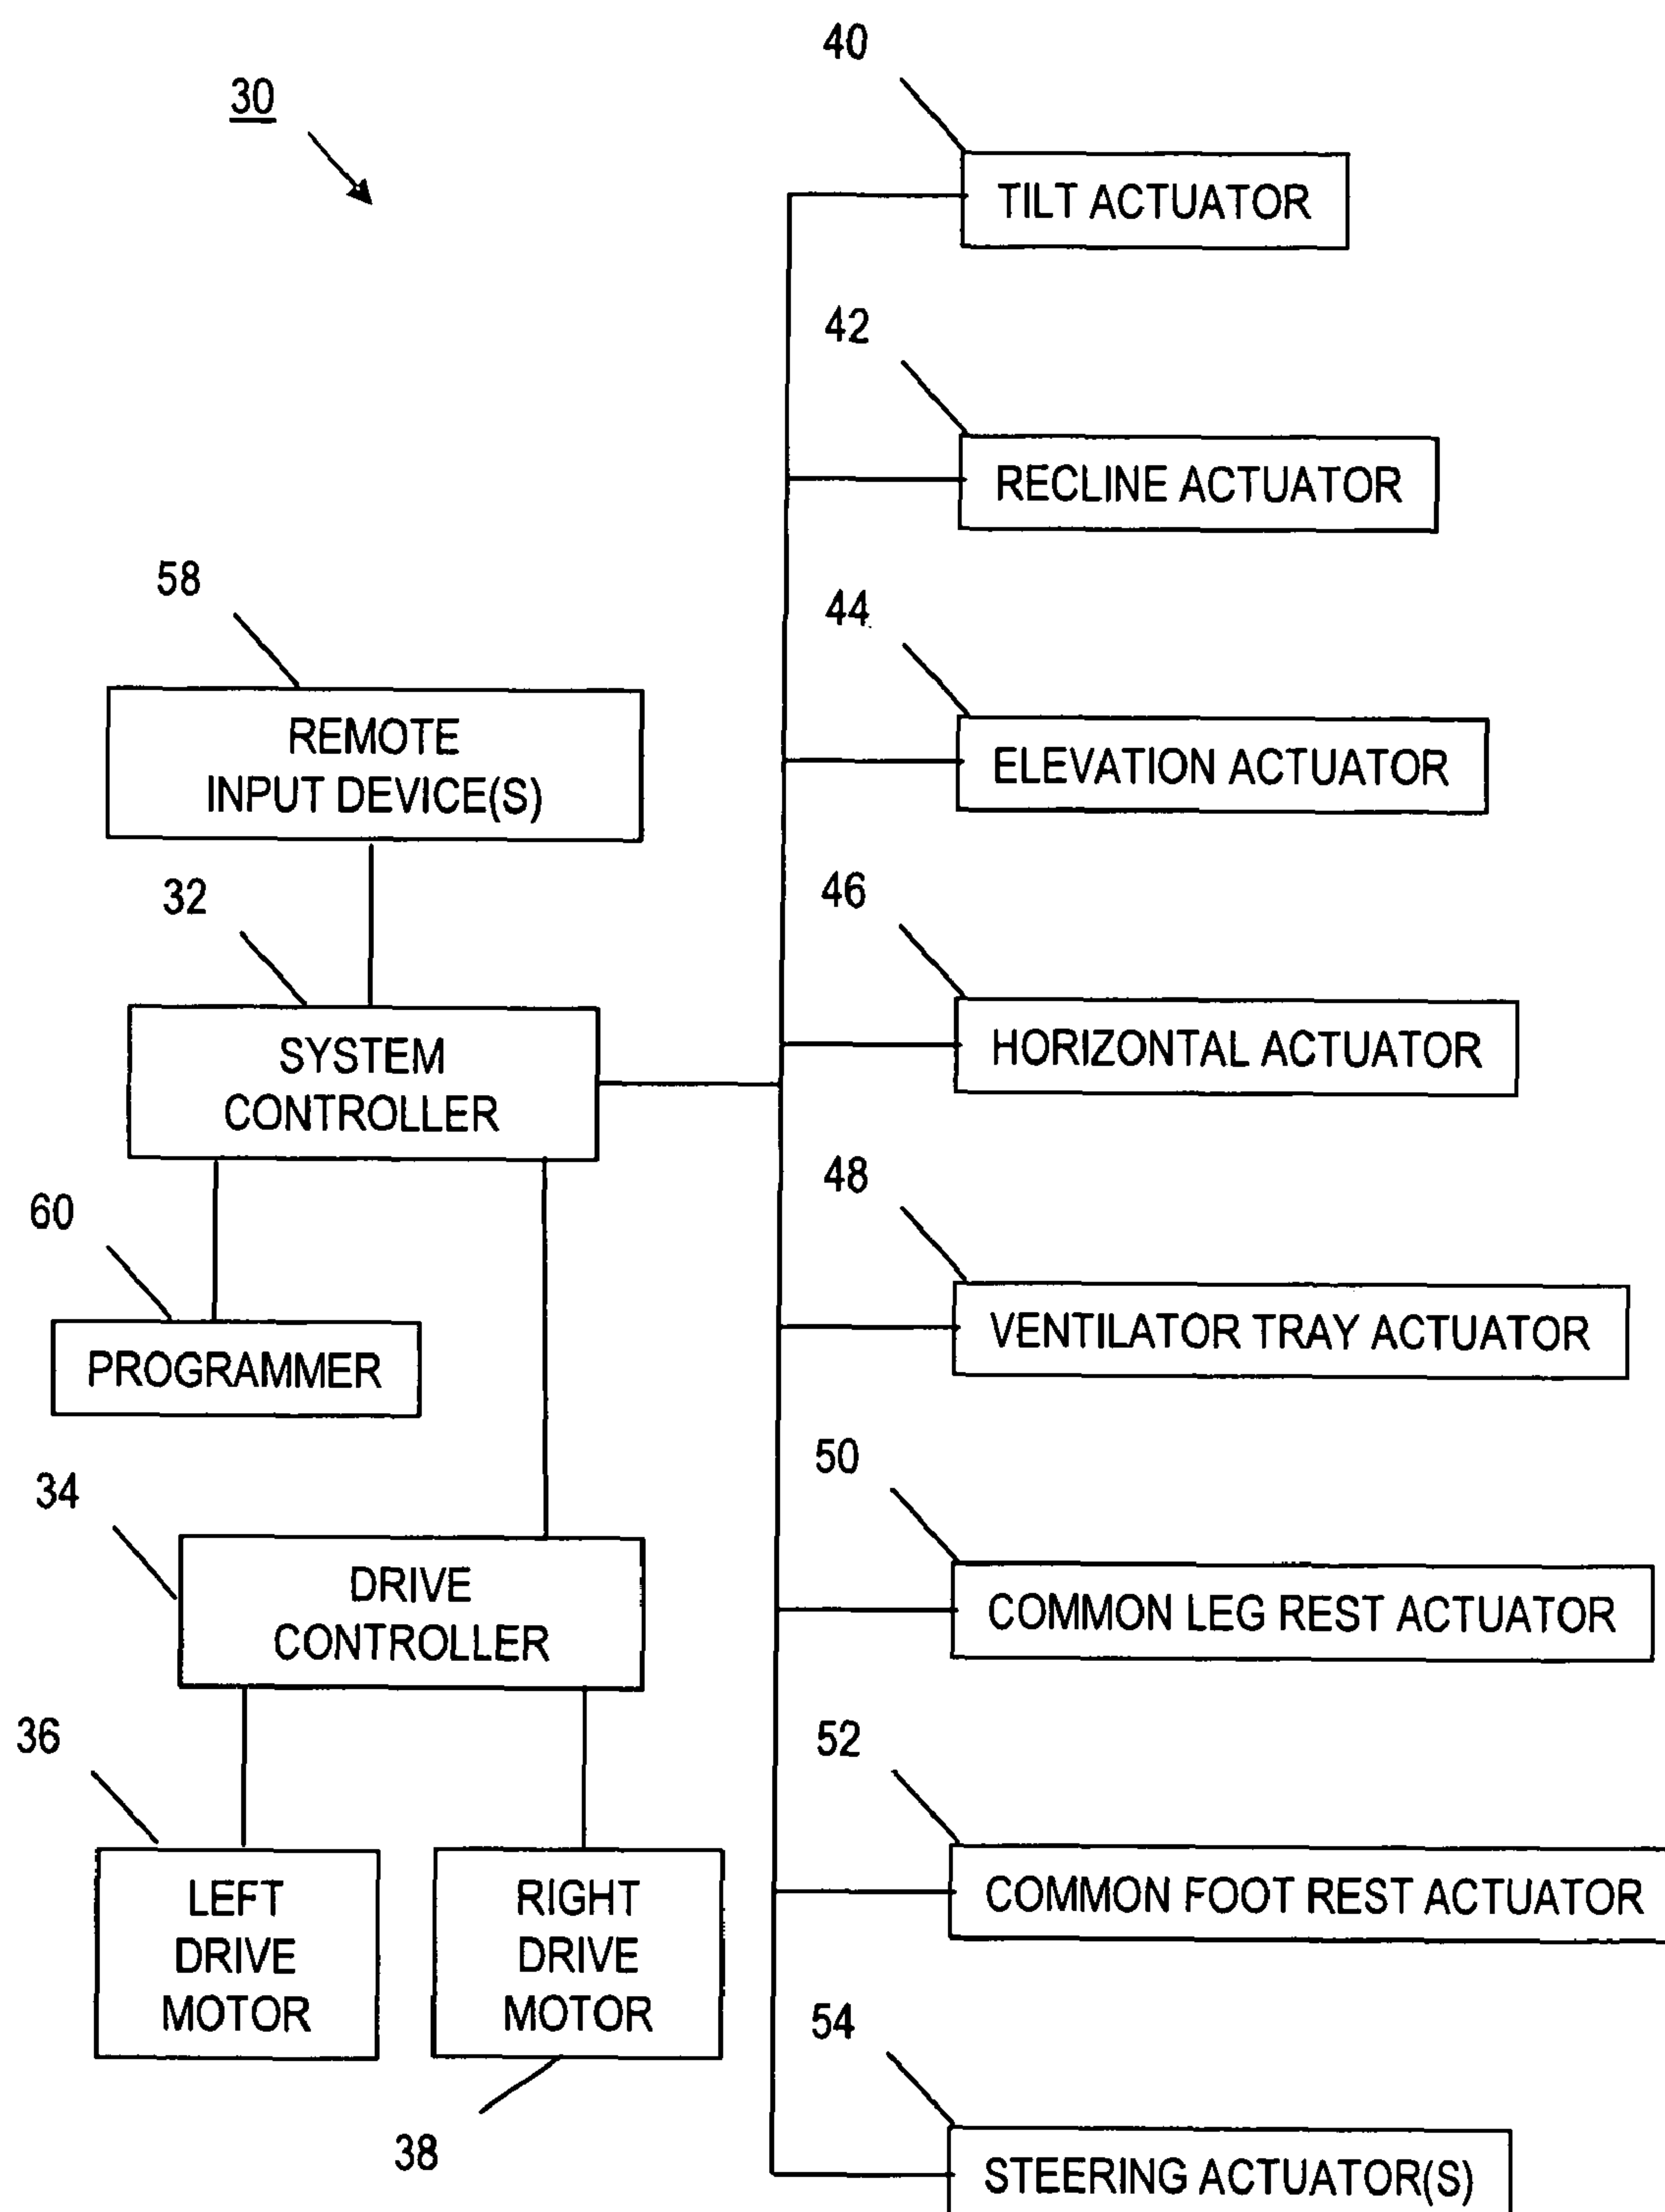 30
40
TILT ACTUATOR
42
RECLINE ACTUATOR
58
44
REMOTE
INPUT DEVICE(S)
ELEVATION ACTUATOR
32
46
SYSTEM
CONTROLLER
HORIZONTAL ACTUATOR
60
48
PROGRAMMER
VENTILATOR TRAY ACTUATOR
34
50
DRIVE
CONTROLLER
COMMON LEG REST ACTUATOR
36
52
LEFT
DRIVE
MOTOR
RIGHT
DRIVE
MOTOR
COMMON FOOT REST ACTUATOR
38
54
STEERING ACTUATOR(S)